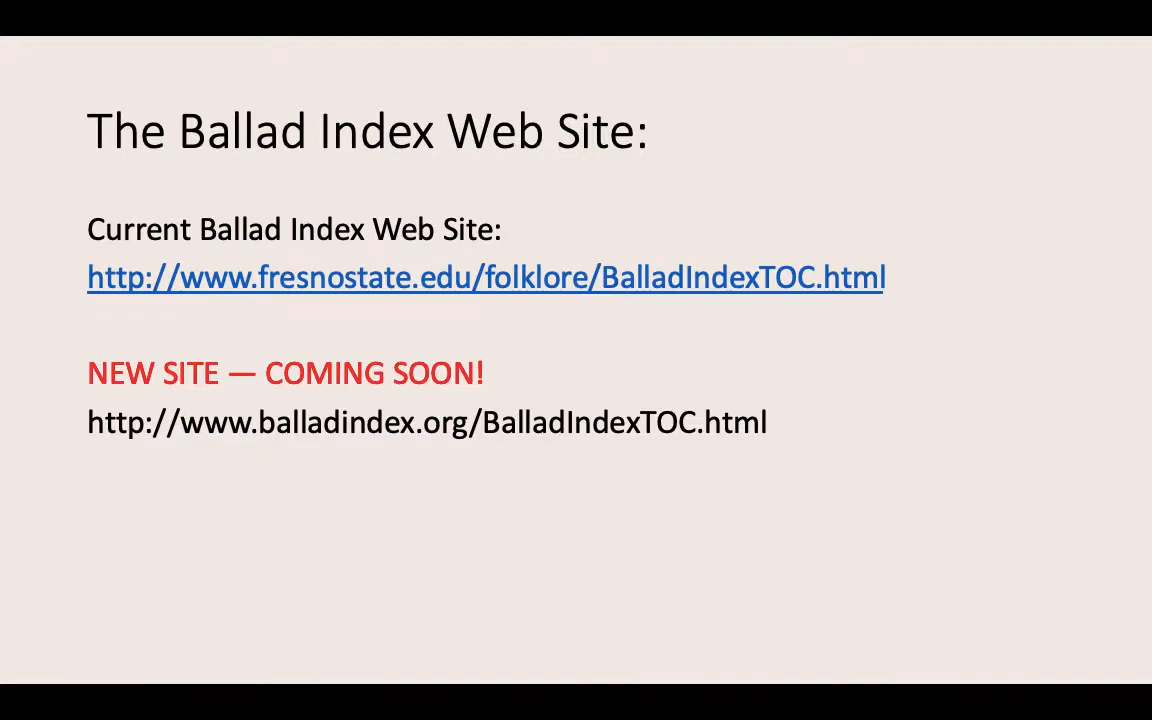 The Ballad Index Web Site:
Current Ballad Index Web Site:
http://www.fresnostate.edu/folklore/BalladIndexTOC.html
NEW SITE — COMING SOON!
http://www.balladindex.org/BalladIndexTOC.html